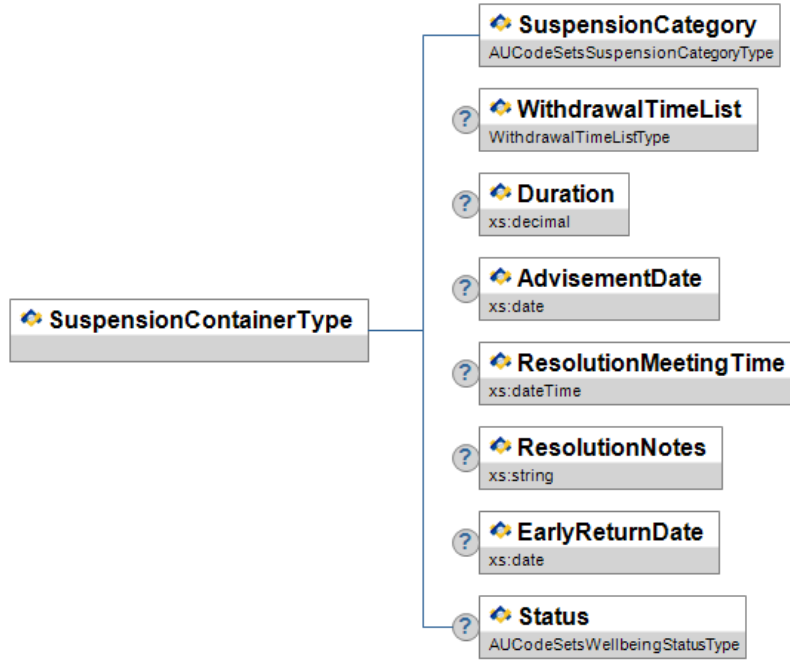 SuspensionCategory
AUCodeSetsSuspensionCategoryType
?
WithdrawalTimeList
WithdrawalTimeListType
?
Duration
xs:decimal
?
AdvisementDate
xs:date
SuspensionContainerType
?
ResolutionMeetingTime
xs:dateTime
?
ResolutionNotes
xs:string
?
EarlyReturnDate
xs:date
?
Status
AUCodeSetsWellbeingStatusType